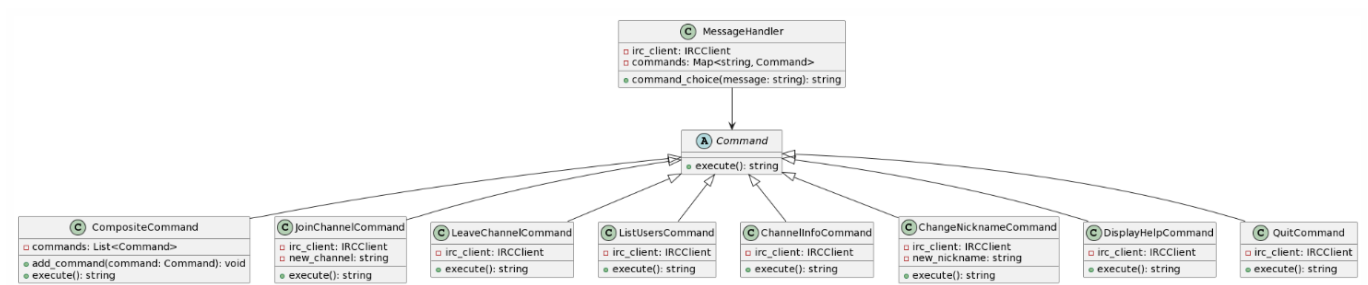 C MessageHandler
irc_client: IRCClient
commands: Map<string, Command>
command_choice(message: string): string
A Command
execute(): string
C CompositeCommand
commands: List<Command>
add_command(command: Command): void
execute(): string
C JoinChannelCommand
irc_client: IRCClient
new_channel: string
execute(): string
C LeaveChannelCommand
irc_client: IRCClient
execute(): string
C ListUsersCommand
irc_client: IRCClient
execute(): string
C ChannelInfoCommand
irc_client: IRCClient
execute(): string
C ChangeNicknameCommand
irc_client: IRCClient
new_nickname: string
execute(): string
C DisplayHelpCommand
irc_client: IRCClient
execute(): string
C QuitCommand
irc_client: IRCClient
execute(): string